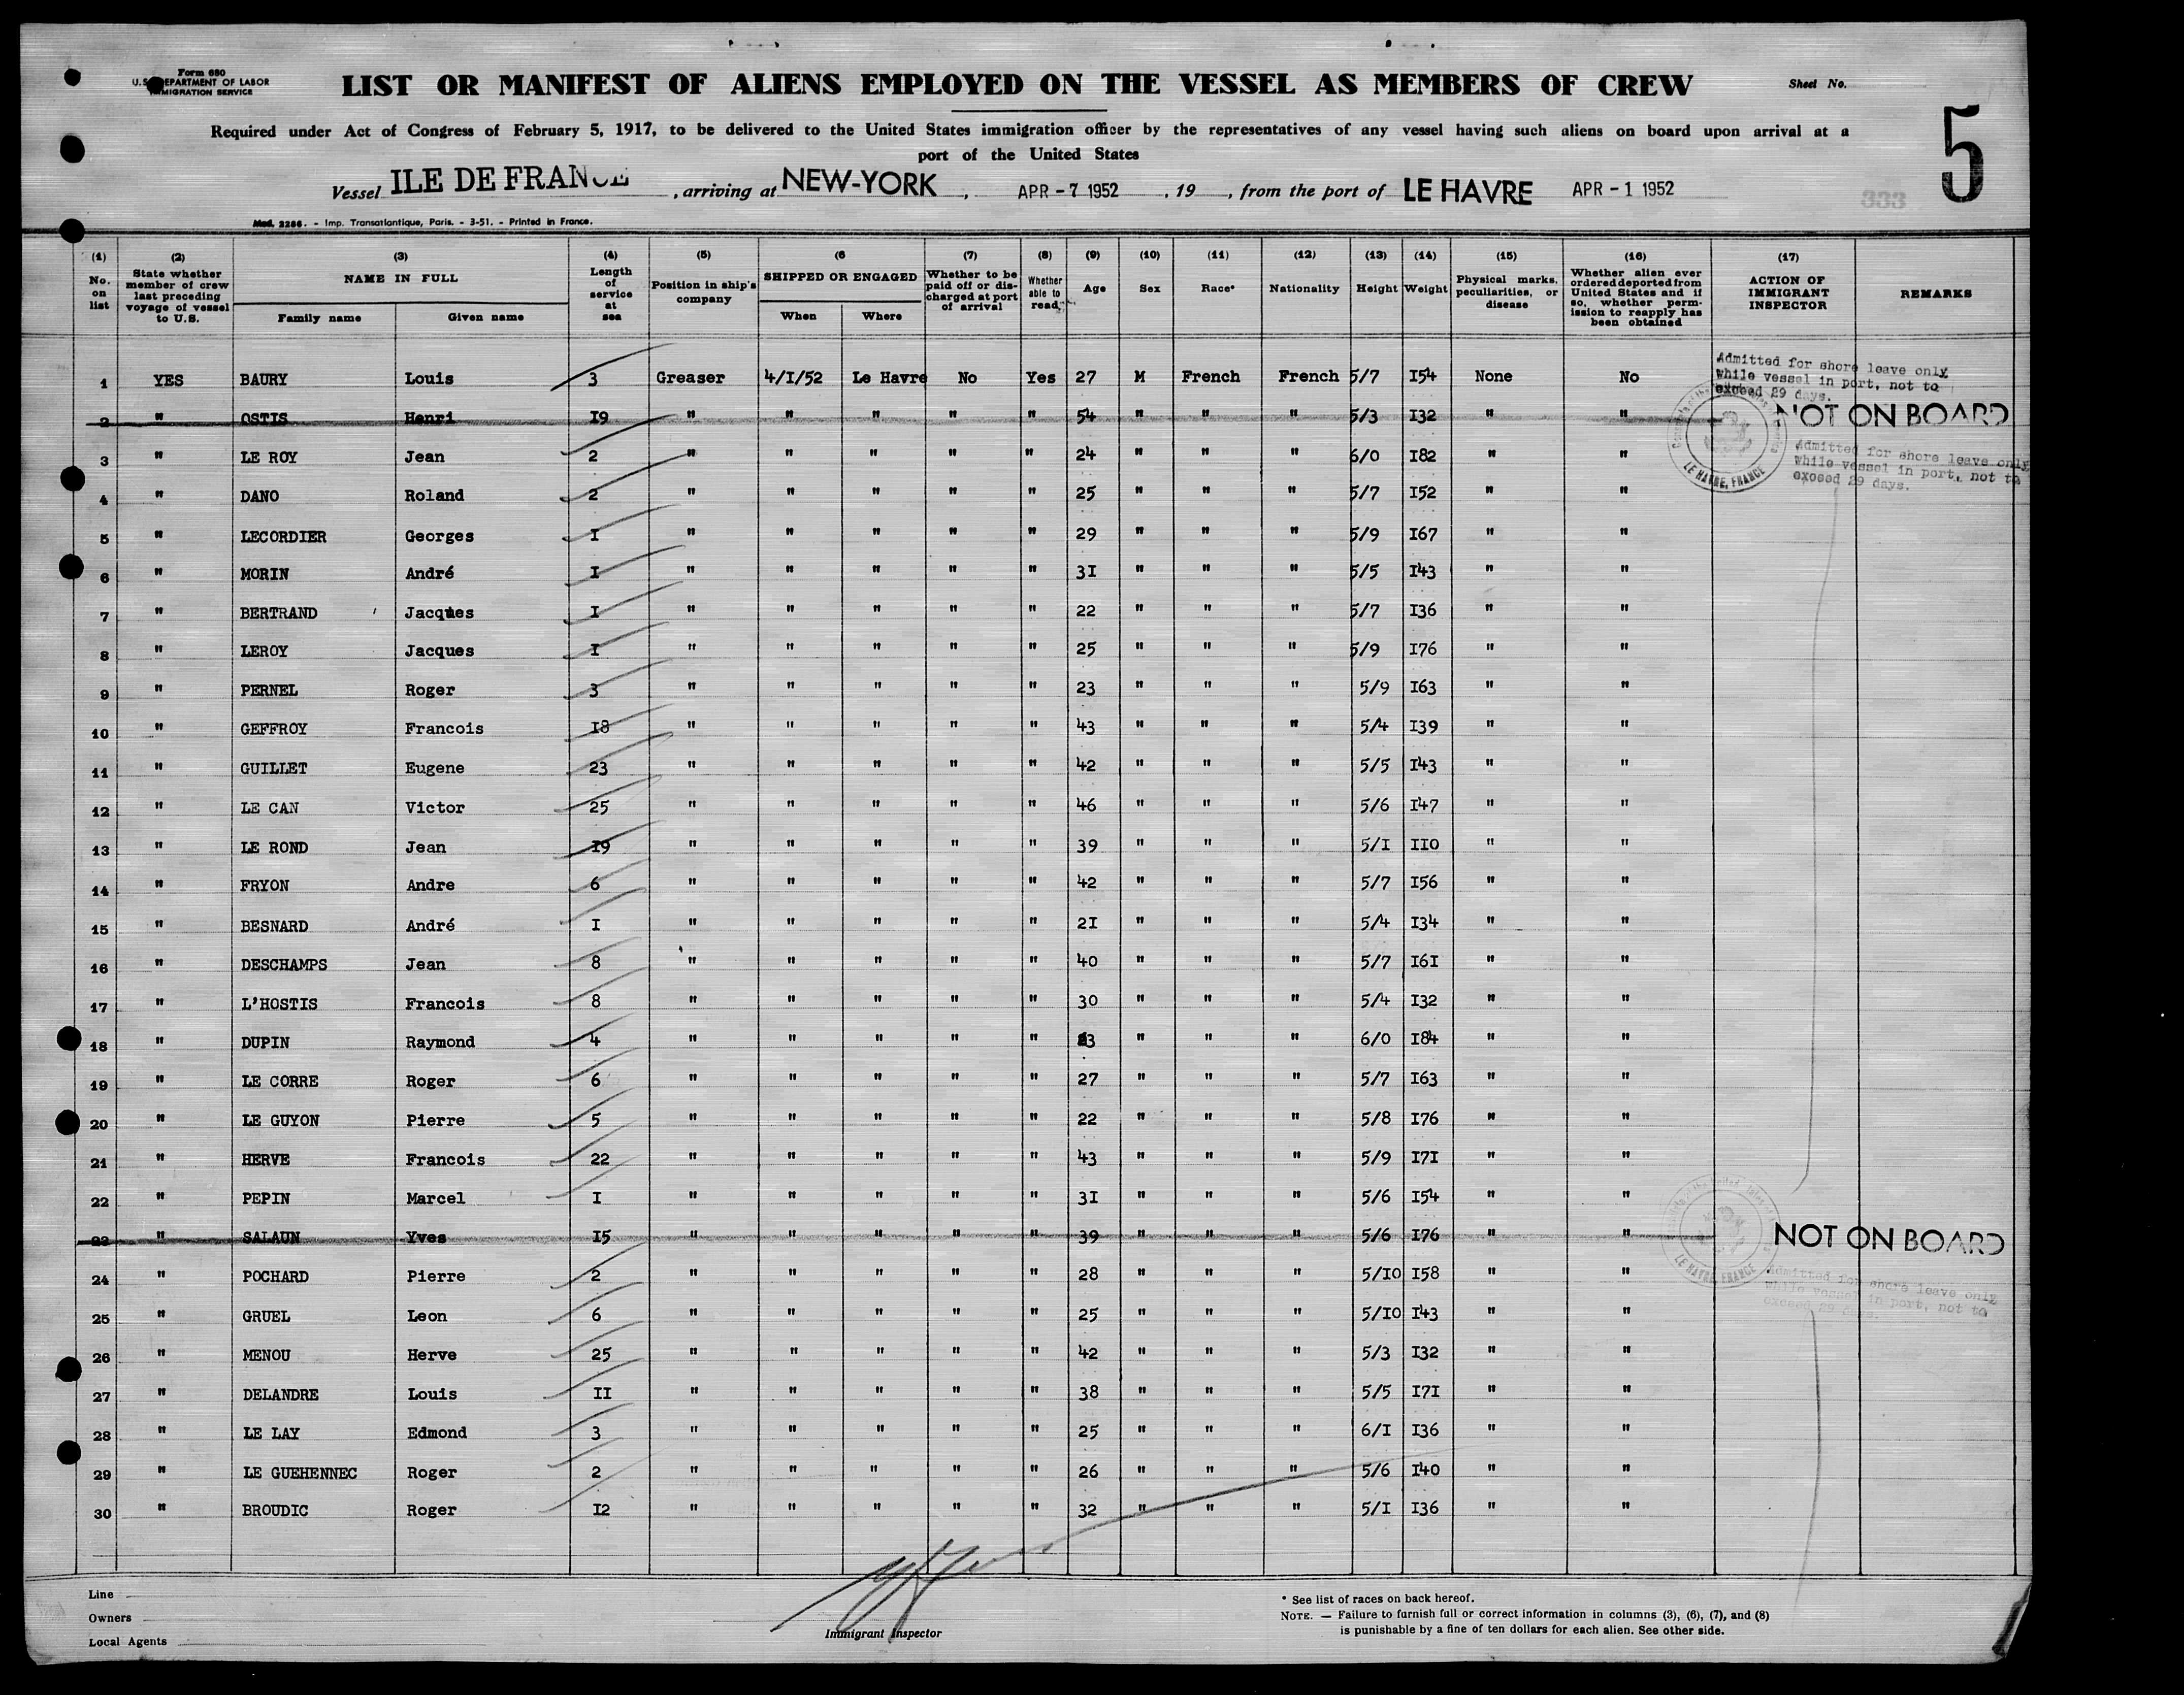 Form 680
U.S. DEPARTMENT OF LABOR
IMMIGRATION SERVICE
LIST OR MANIFEST OF ALIENS EMPLOYED ON THE VESSEL AS MEMBERS OF CREW
Sheet No.
5
Required under Act of Congress of February 5, 1917, to be delivered to the United States immigration officer by the representatives of any vessel having such aliens on board upon arrival at a
port of the United States
Vessel ILE DE FRANCE , arriving at NEW-YORK , APR - 7 1952 , 19 , from the port of LE HAVRE APR - 1 1952
333
Mod. 2286. - Imp. Transatlantique, Paris. - 3-51. - Printed in France.
(1) No. on list
(2) State whether member of crew last preceding voyage of vessel to U.S.
(3) NAME IN FULL Family name Given name
(4) Length of service at sea
(5) Position in ship's company
(6 SHIPPED OR ENGAGED When Where
(7) Whether to be paid off or discharged at port of arrival
(8) Whether able to read
(9) Age
(10) Sex
(11) Race*
(12) Nationality
(13) Height
(14) Weight
(15) Physical marks, peculiarities, or disease
(16) Whether alien ever ordered deported from United States and if so, whether permission to reapply has been obtained
(17) ACTION OF IMMIGRANT INSPECTOR
REMARKS
1 YES BAURY Louis 3 Greaser 4/I/52 Le Havre No Yes 27 M French French 5/7 I54 None No
Admitted for shore leave only
while vessel in port, not to
exceed 29 days.
2 " OSTIS Henri I9 " " " " " 54 " " " 5/3 I32 " " NOT ON BOARD
3 " LE ROY Jean 2 " " " " " 24 " " " 6/0 I82 " "
Admitted for shore leave only
while vessel in port, not to
exceed 29 days.
LE HAVRE, FRANCE
4 " DANO Roland 2 " " " " " 25 " " " 5/7 I52 " "
5 " LECORDIER Georges I " " " " " 29 " " " 5/9 I67 " "
6 " MORIN André I " " " " " 3I " " " 5/5 I43 " "
7 " BERTRAND Jacques I " " " " " 22 " " " 5/7 I36 " "
8 " LEROY Jacques I " " " " " 25 " " " 5/9 I76 " "
9 " PERNEL Roger 3 " " " " " 23 " " " 5/9 I63 " "
10 " GEFFROY Francois I8 " " " " " 43 " " " 5/4 I39 " "
11 " GUILLET Eugene 23 " " " " " 42 " " " 5/5 I43 " "
12 " LE CAN Victor 25 " " " " " 46 " " " 5/6 I47 " "
13 " LE ROND Jean I9 " " " " " 39 " " " 5/I II0 " "
14 " FRYON Andre 6 " " " " " 42 " " " 5/7 I56 " "
15 " BESNARD André I " " " " " 2I " " " 5/4 I34 " "
16 " DESCHAMPS Jean 8 " " " " " 40 " " " 5/7 I6I " "
17 " L'HOSTIS Francois 8 " " " " " 30 " " " 5/4 I32 " "
18 " DUPIN Raymond 4 " " " " " " " " 6/0 I84 " "
19 " LE CORRE Roger 6 " " " " " 27 " " " 5/7 I63 " "
20 " LE GUYON Pierre 5 " " " " " 22 " " " 5/8 I76 " "
21 " HERVE Francois 22 " " " " " 43 " " " 5/9 I7I " "
22 " PEPIN Marcel I " " " " " 3I " " " 5/6 I54 " "
23 " SALAUN Yves I5 " " " " " 39 " " " 5/6 I76 " " NOT ON BOARD
24 " POCHARD Pierre 2 " " " " " 28 " " " 5/I0 I58 " "
LE HAVRE, FRANCE
Admitted for shore leave only
while vessel in port, not to
exceed 29 days.
25 " GRUEL Leon 6 " " " " " 25 " " " 5/I0 I43 " "
26 " MENOU Herve 25 " " " " " 42 " " " 5/3 I32 " "
27 " DELANDRE Louis II " " " " " 38 " " " 5/5 I7I " "
28 " LE LAY Edmond 3 " " " " " 25 " " " 6/I I36 " "
29 " LE GUEHENNEC Roger 2 " " " " " 26 " " " 5/6 I40 " "
30 " BROUDIC Roger I2 " " " " " 32 " " " 5/I I36 " "
Line
Owners
Local Agents
Immigrant Inspector
* See list of races on back hereof.
NOTE. — Failure to furnish full or correct information in columns (3), (6), (7), and (8)
is punishable by a fine of ten dollars for each alien. See other side.